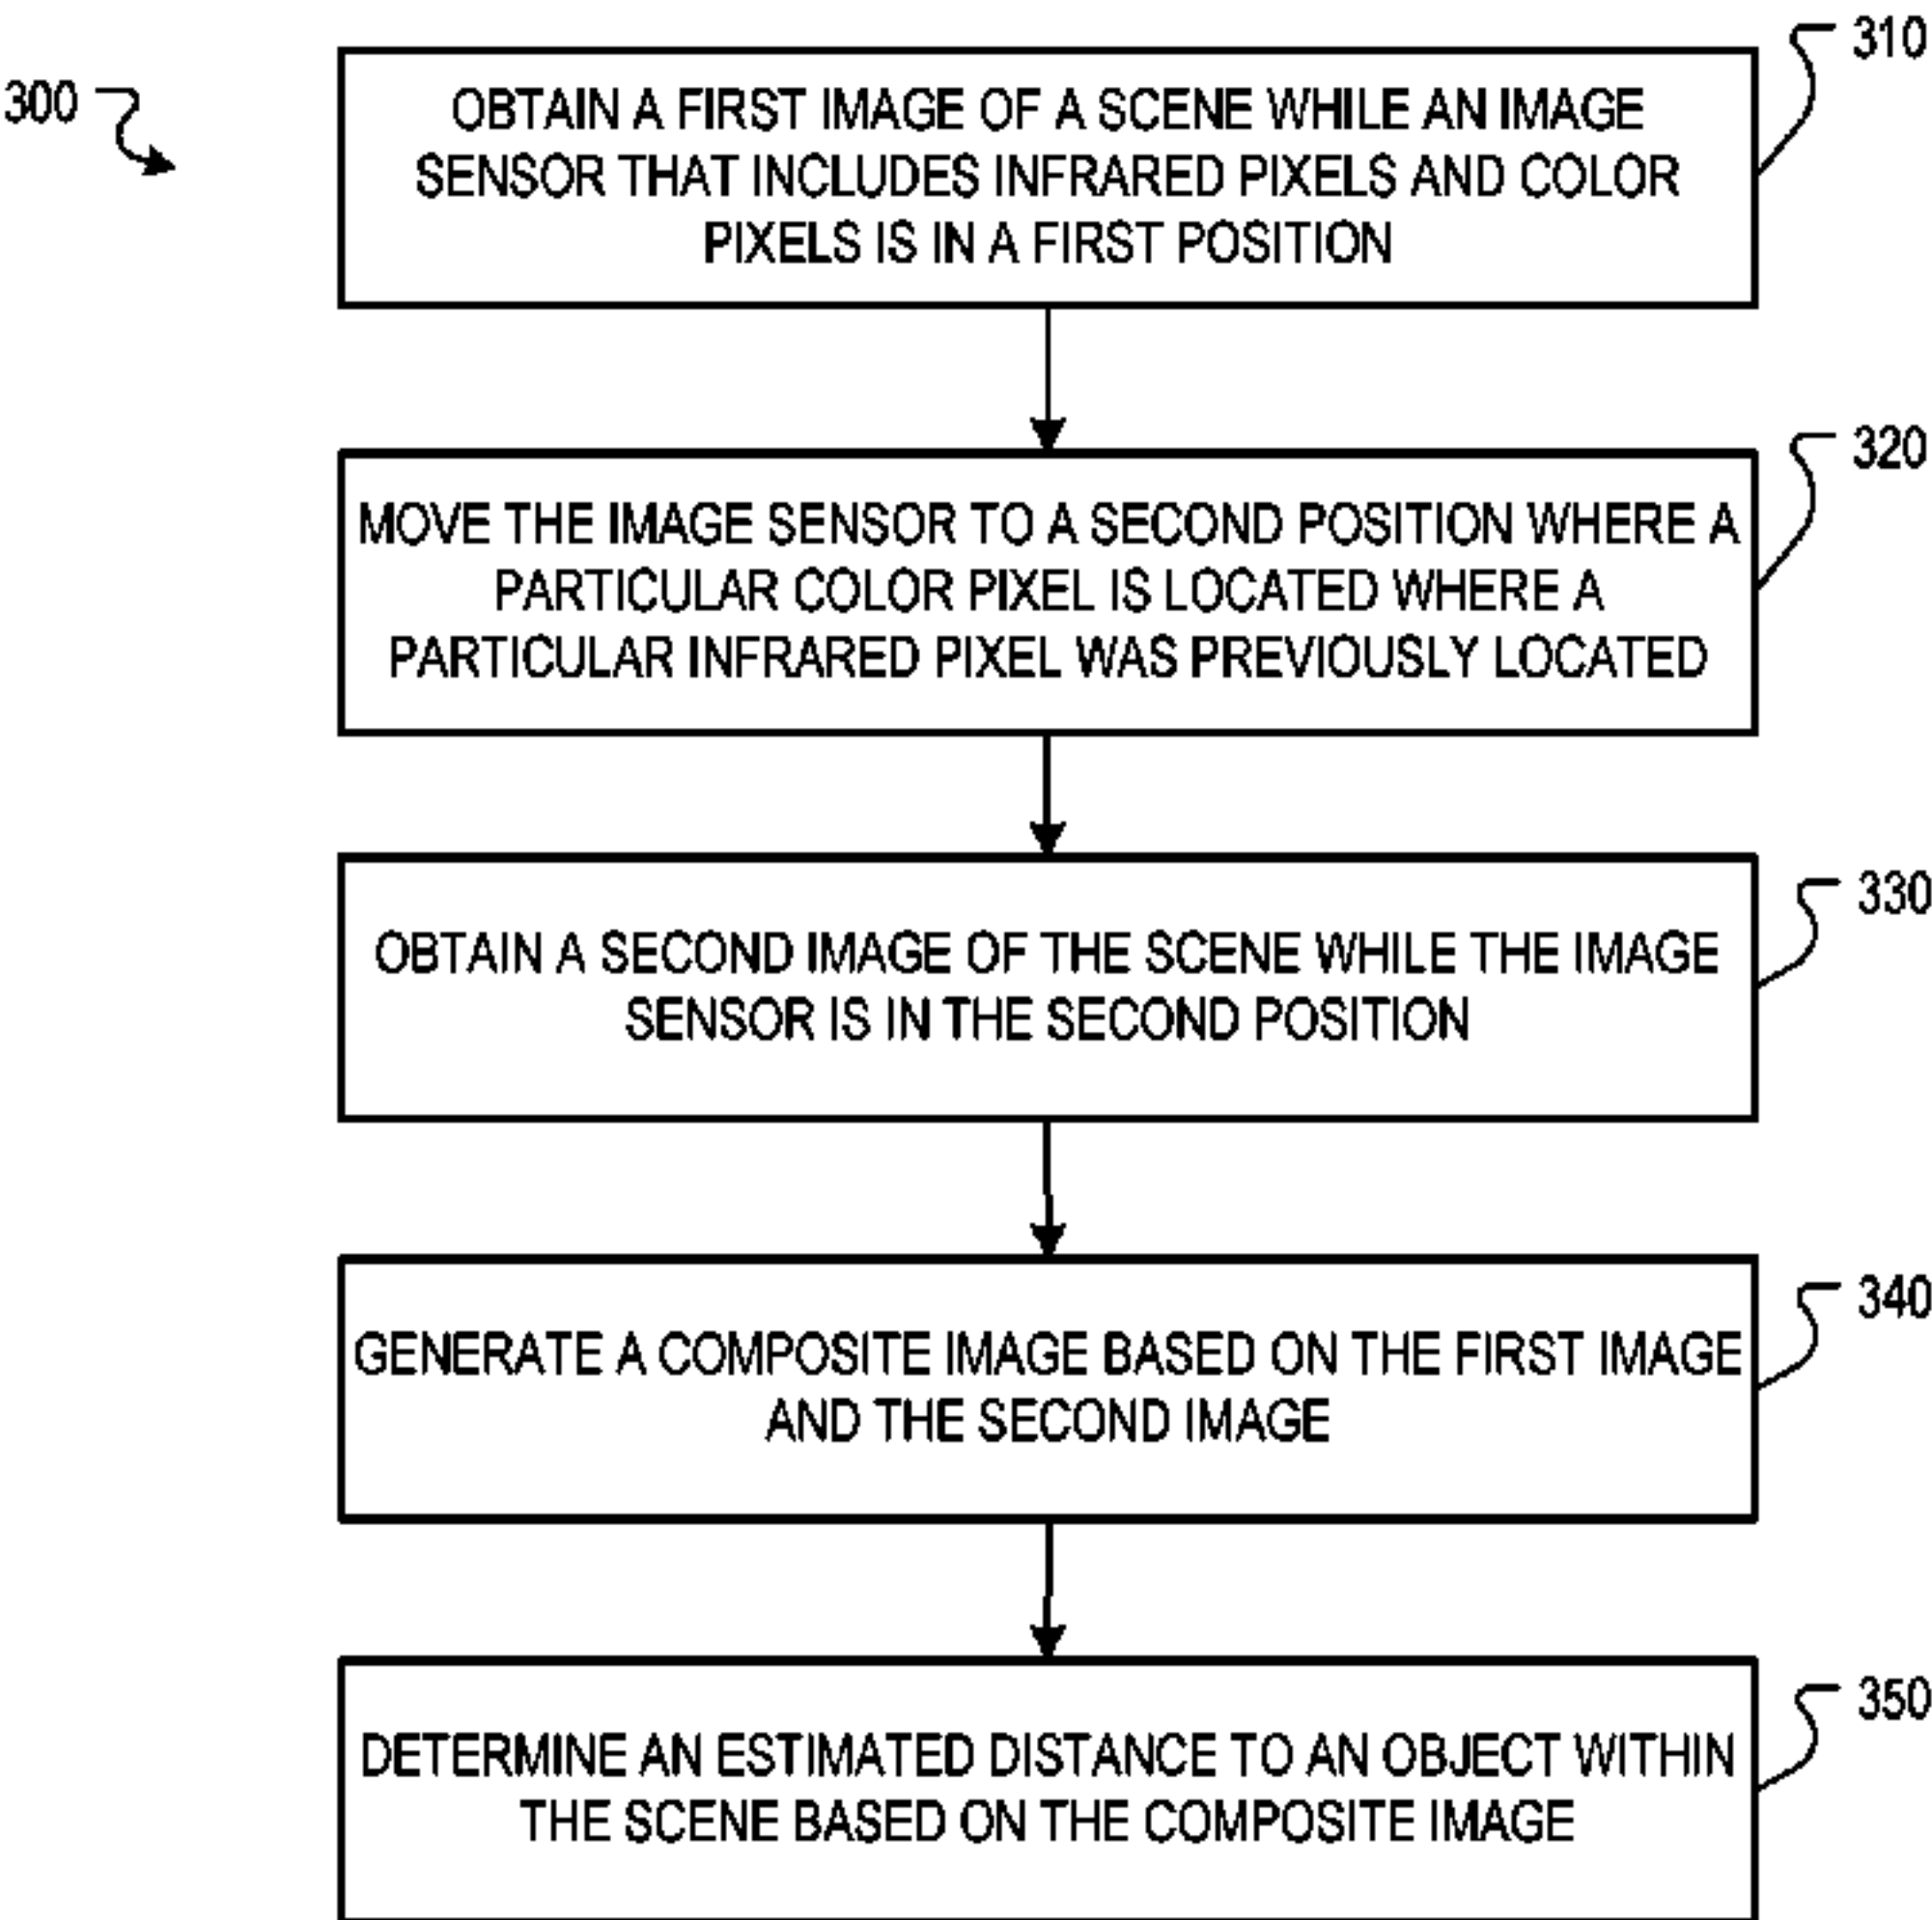 300
310
OBTAIN A FIRST IMAGE OF A SCENE WHILE AN IMAGE
SENSOR THAT INCLUDES INFRARED PIXELS AND COLOR
PIXELS IS IN A FIRST POSITION
320
MOVE THE IMAGE SENSOR TO A SECOND POSITION WHERE A
PARTICULAR COLOR PIXEL IS LOCATED WHERE A
PARTICULAR INFRARED PIXEL WAS PREVIOUSLY LOCATED
330
OBTAIN A SECOND IMAGE OF THE SCENE WHILE THE IMAGE
SENSOR IS IN THE SECOND POSITION
340
GENERATE A COMPOSITE IMAGE BASED ON THE FIRST IMAGE
AND THE SECOND IMAGE
350
DETERMINE AN ESTIMATED DISTANCE TO AN OBJECT WITHIN
THE SCENE BASED ON THE COMPOSITE IMAGE